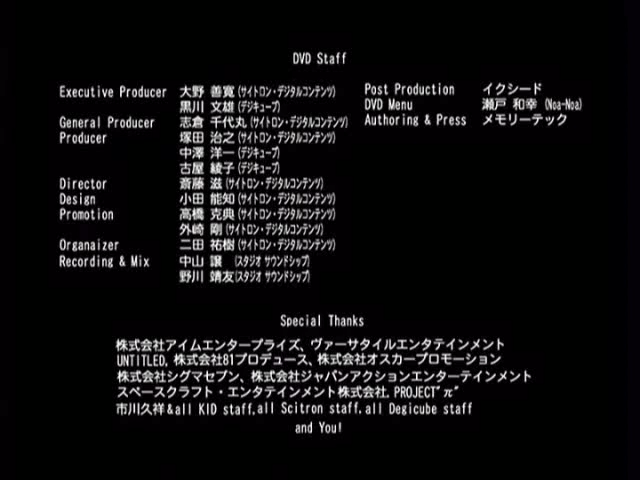 DVD Staff
Executive Producer 大野 善寛(サイトロン・デジタルコンテンツ)
黒川 文雄(デジキューブ)
General Producer 志倉 千代丸(サイトロン・デジタルコンテンツ)
Producer 塚田 治之(サイトロン・デジタルコンテンツ)
中澤 洋一(デジキューブ)
古屋 綾子(デジキューブ)
Director 斎藤 滋(サイトロン・デジタルコンテンツ)
Design 小田 能知(サイトロン・デジタルコンテンツ)
Promotion 高橋 克典(サイトロン・デジタルコンテンツ)
外崎 剛(サイトロン・デジタルコンテンツ)
Organaizer 二田 祐樹(サイトロン・デジタルコンテンツ)
Recording & Mix 中山 譲 (スタジオ サウンドシップ)
野川 靖友(スタジオ サウンドシップ)
Post Production イクシード
DVD Menu 瀬戸 和幸 (Noa-Noa)
Authoring & Press メモリーテック
Special Thanks
株式会社アイムエンタープライズ、ヴァーサタイルエンタテインメント
UNTITLED, 株式会社81プロデュース、株式会社オスカープロモーション
株式会社シグマセブン、株式会社ジャパンアクションエンターテインメント
スペースクラフト・エンタテインメント株式会社, PROJECT"π"
市川久祥&all KID staff, all Scitron staff, all Degicube staff
and You!